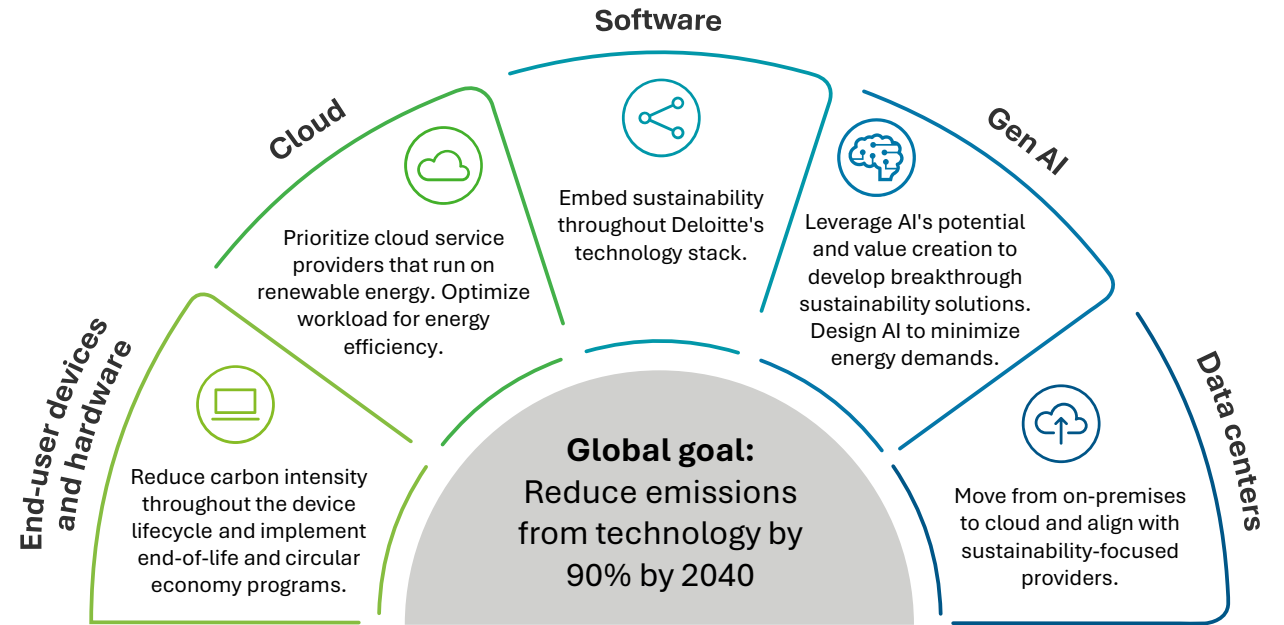 End-user devices
and hardware
Reduce carbon intensity
throughout the device
lifecycle and implement
end-of-life and circular
economy programs.
Cloud
Prioritize cloud service
providers that run on
renewable energy. Optimize
workload for energy
efficiency.
Software
Embed sustainability
throughout Deloitte's
technology stack.
Gen AI
Leverage AI's potential
and value creation to
develop breakthrough
sustainability solutions.
Design AI to minimize
energy demands.
Data centers
Move from on-premises
to cloud and align with
sustainability-focused
providers.
Global goal:
Reduce emissions
from technology by
90% by 2040